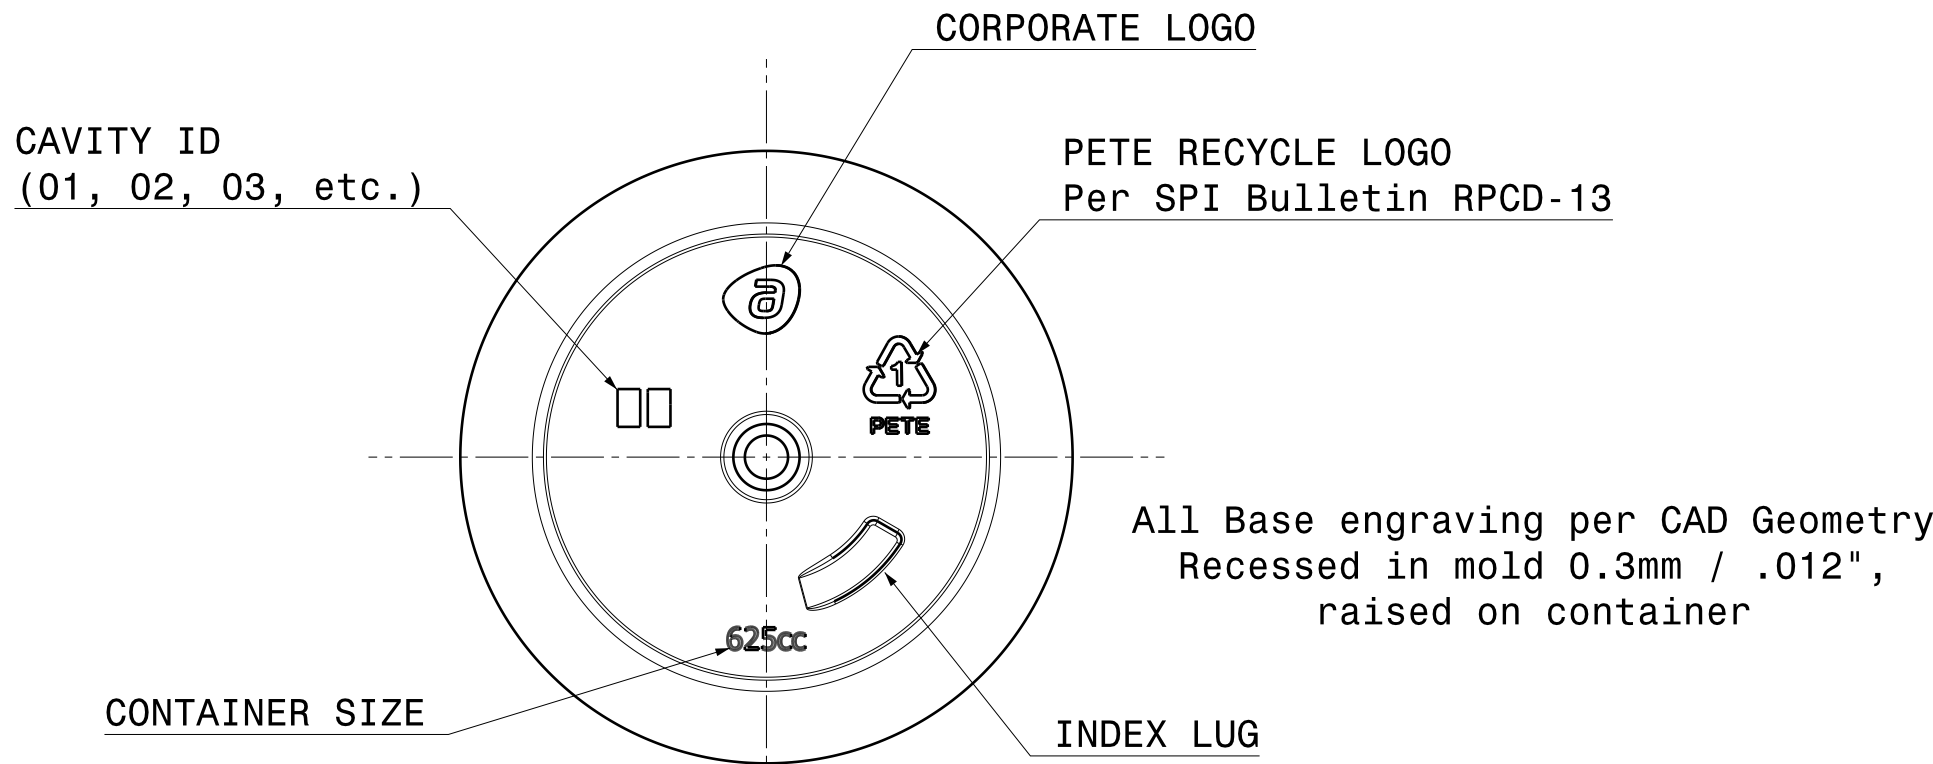 CORPORATE LOGO
CAVITY ID
(01, 02, 03, etc.)
PETE RECYCLE LOGO
Per SPI Bulletin RPCD-13
a
1
PETE
All Base engraving per CAD Geometry
Recessed in mold 0.3mm / .012",
raised on container
625cc
CONTAINER SIZE
INDEX LUG